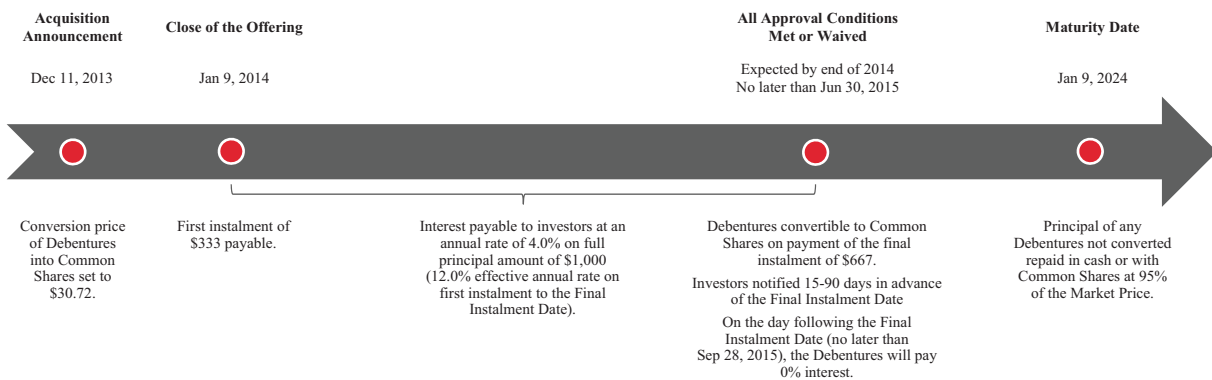 Acquisition
Announcement
Close of the Offering
All Approval Conditions
Met or Waived
Maturity Date
Dec 11, 2013
Jan 9, 2014
Expected by end of 2014
No later than Jun 30, 2015
Jan 9, 2024
Conversion price
of Debentures
into Common
Shares set to
$30.72.
First instalment of
$333 payable.
Interest payable to investors at an
annual rate of 4.0% on full
principal amount of $1,000
(12.0% effective annual rate on
first instalment to the Final
Instalment Date).
Debentures convertible to Common
Shares on payment of the final
instalment of $667.
Investors notified 15-90 days in advance
of the Final Instalment Date
On the day following the Final
Instalment Date (no later than
Sep 28, 2015), the Debentures will pay
0% interest.
Principal of any
Debentures not converted
repaid in cash or with
Common Shares at 95%
of the Market Price.